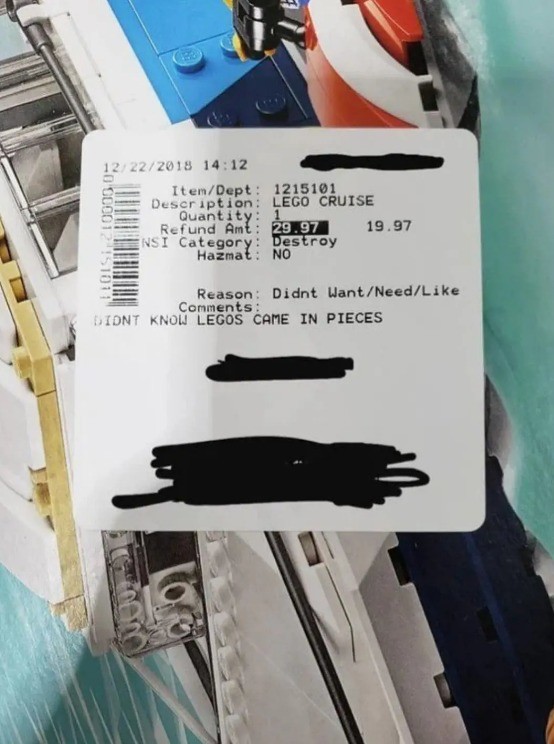 12/22/2018 14:12
Item/Dept: 1215101
Description: LEGO CRUISE
Quantity: 1
Refund Amt: 29.97 19.97
NSI Category: Destroy
Hazmat: NO
Reason: Didnt Want/Need/Like
Comments:
DIDNT KNOW LEGOS CAME IN PIECES